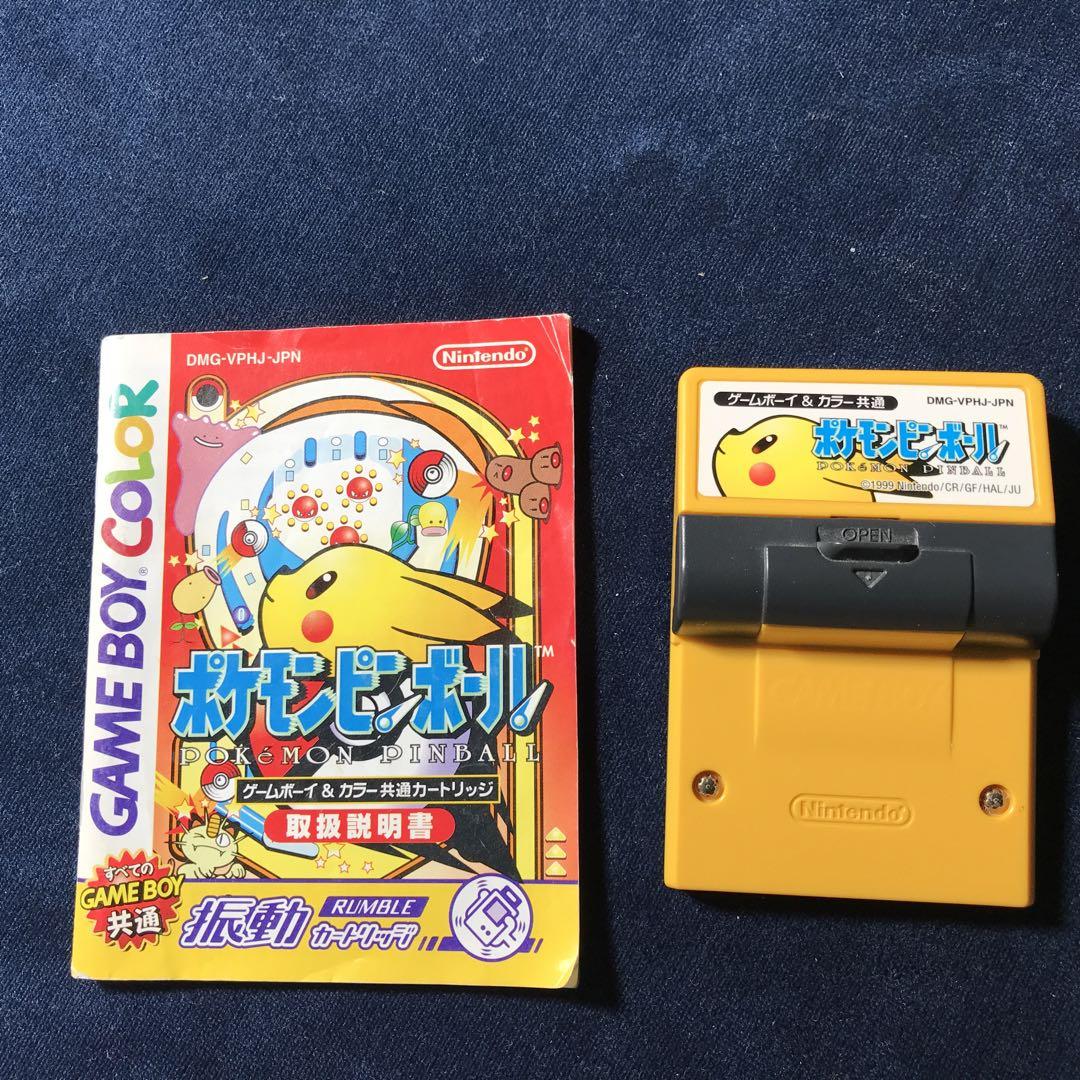 DMG-VPHJ-JPN
Nintendo®
GAME BOY® COLOR
ポケモンピンボール™
POKéMON PINBALL
ゲームボーイ & カラー共通カートリッジ
取扱説明書
すべての
GAME BOY
共通
振動
RUMBLE
カートリッジ
ゲームボーイ & カラー共通
DMG-VPHJ-JPN
ポケモンピンボール™
POKéMON PINBALL
©1999 Nintendo/CR/GF/HAL/JU
OPEN
Nintendo®